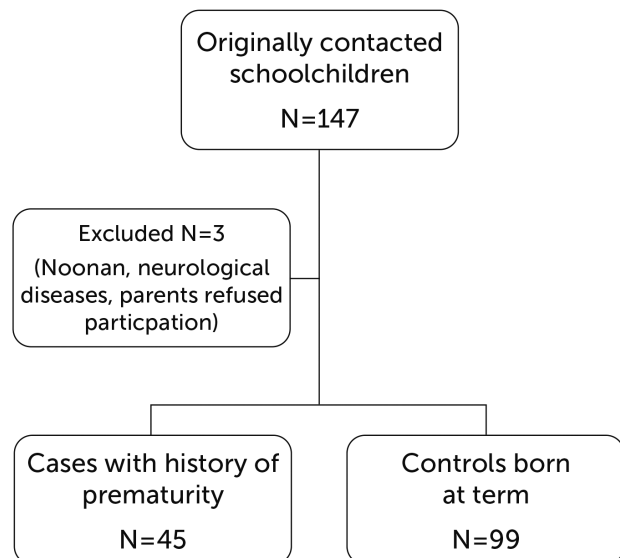 Originally contacted
schoolchildren
N=147
Excluded N=3
(Noonan, neurological
diseases, parents refused
particpation)
Cases with history of
prematurity
N=45
Controls born
at term
N=99